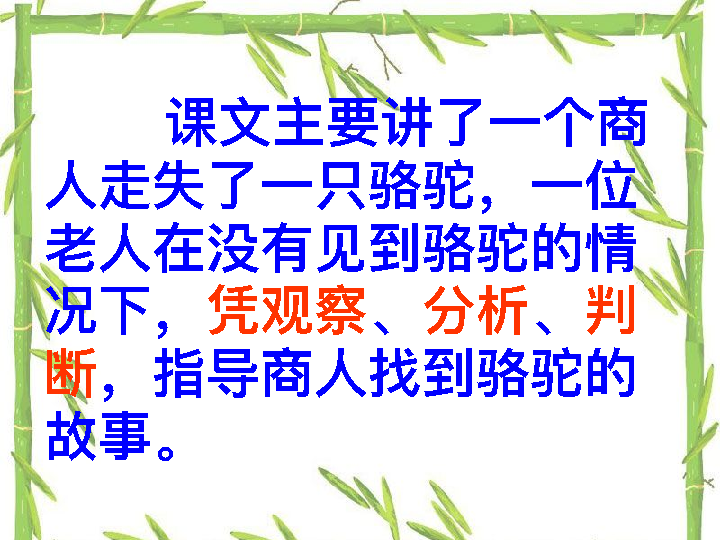 课文主要讲了一个商
人走失了一只骆驼，一位
老人在没有见到骆驼的情
况下，凭观察、分析、判
断，指导商人找到骆驼的
故事。